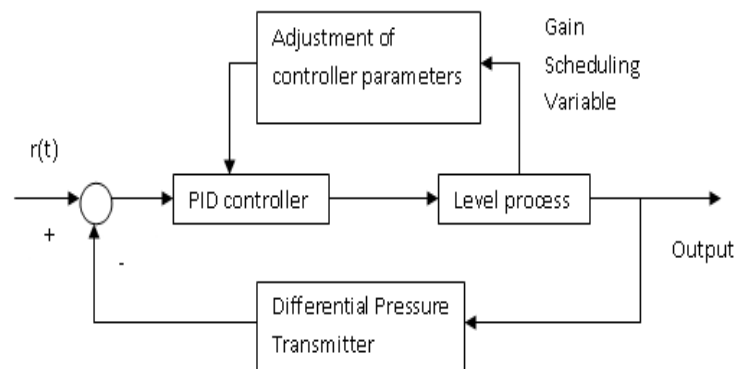 Adjustment of
controller parameters
Gain
Scheduling
Variable
r(t)
PID controller
Level process
+
-
Output
Differential Pressure
Transmitter